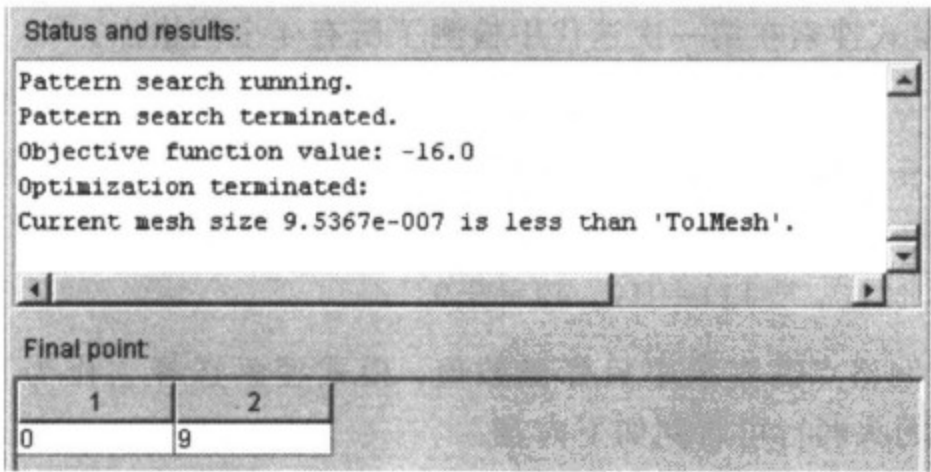 Status and results:
Pattern search running.
Pattern search terminated.
Objective function value: -16.0
Optimization terminated:
Current mesh size 9.5367e-007 is less than 'TolMesh'.
Final point:
1 2
0 9